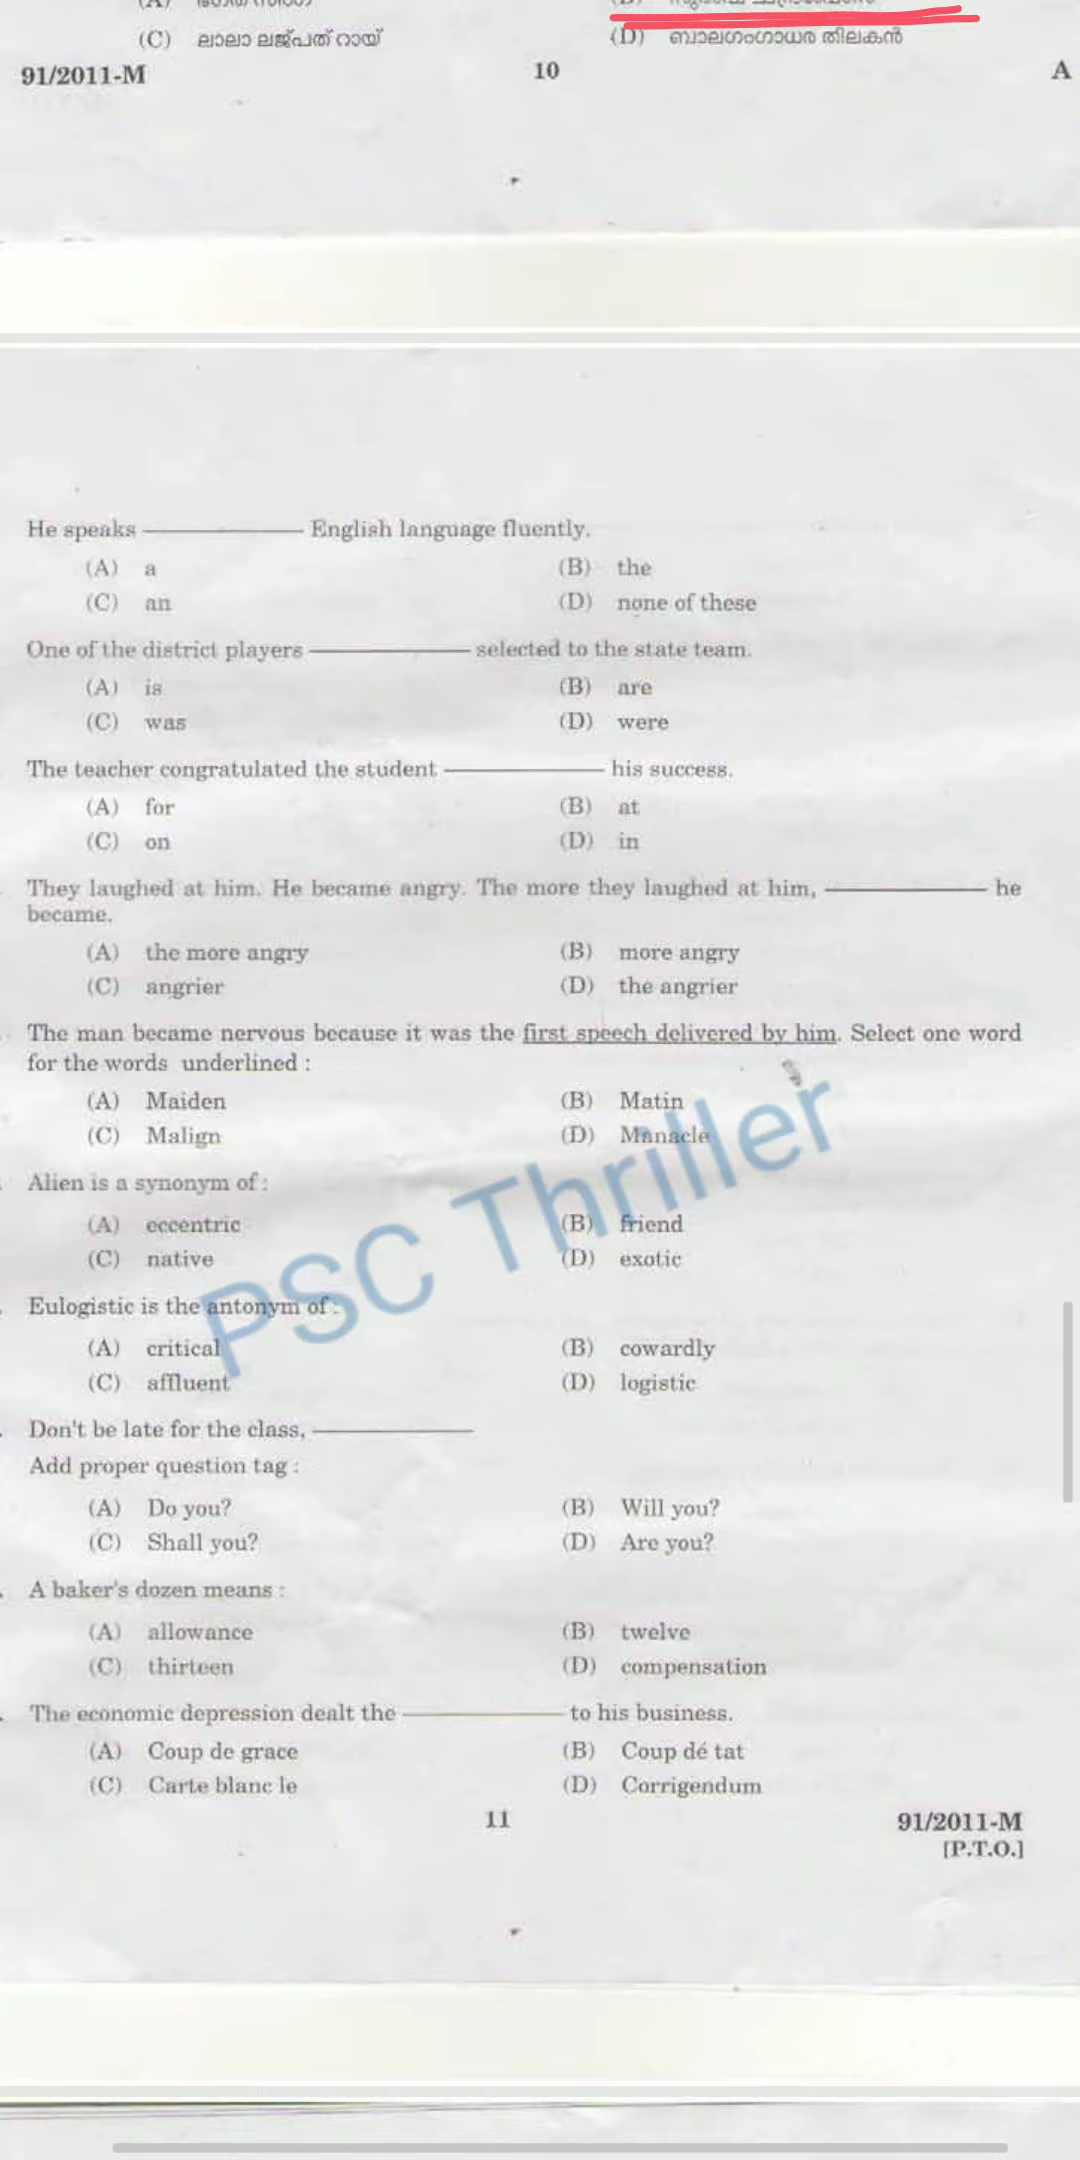 (C) ലാലാ ലജ്പത് റായ് (D) ബാലഗംഗാധര തിലകൻ
91/2011-M 10 A
He speaks ———— English language fluently.
(A) a (B) the
(C) an (D) none of these
One of the district players ———— selected to the state team.
(A) is (B) are
(C) was (D) were
The teacher congratulated the student ———— his success.
(A) for (B) at
(C) on (D) in
They laughed at him. He became angry. The more they laughed at him, ———— he
became.
(A) the more angry (B) more angry
(C) angrier (D) the angrier
The man became nervous because it was the first speech delivered by him. Select one word
for the words underlined :
(A) Maiden (B) Matin
(C) Malign (D) Manacle
Alien is a synonym of :
(A) eccentric (B) friend
(C) native (D) exotic
PSC Thriller
Eulogistic is the antonym of :
(A) critical (B) cowardly
(C) affluent (D) logistic
Don't be late for the class, ————
Add proper question tag :
(A) Do you? (B) Will you?
(C) Shall you? (D) Are you?
A baker's dozen means :
(A) allowance (B) twelve
(C) thirteen (D) compensation
The economic depression dealt the ———— to his business.
(A) Coup de grace (B) Coup dé tat
(C) Carte blanc le (D) Corrigendum
11 91/2011-M
[P.T.O.]